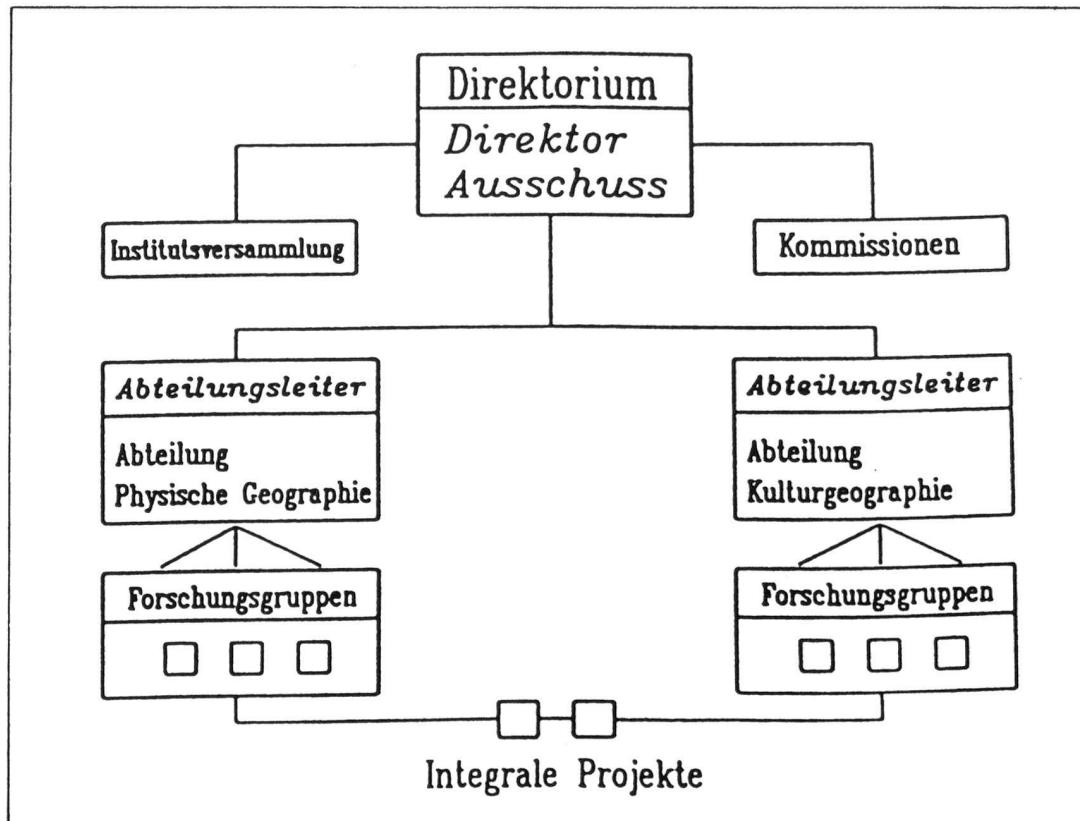 Direktorium
Direktor
Ausschuss
Institutsversammlung
Kommissionen
Abteilungsleiter
Abteilung
Physische Geographie
Abteilungsleiter
Abteilung
Kulturgeographie
Forschungsgruppen
Forschungsgruppen
Integrale Projekte